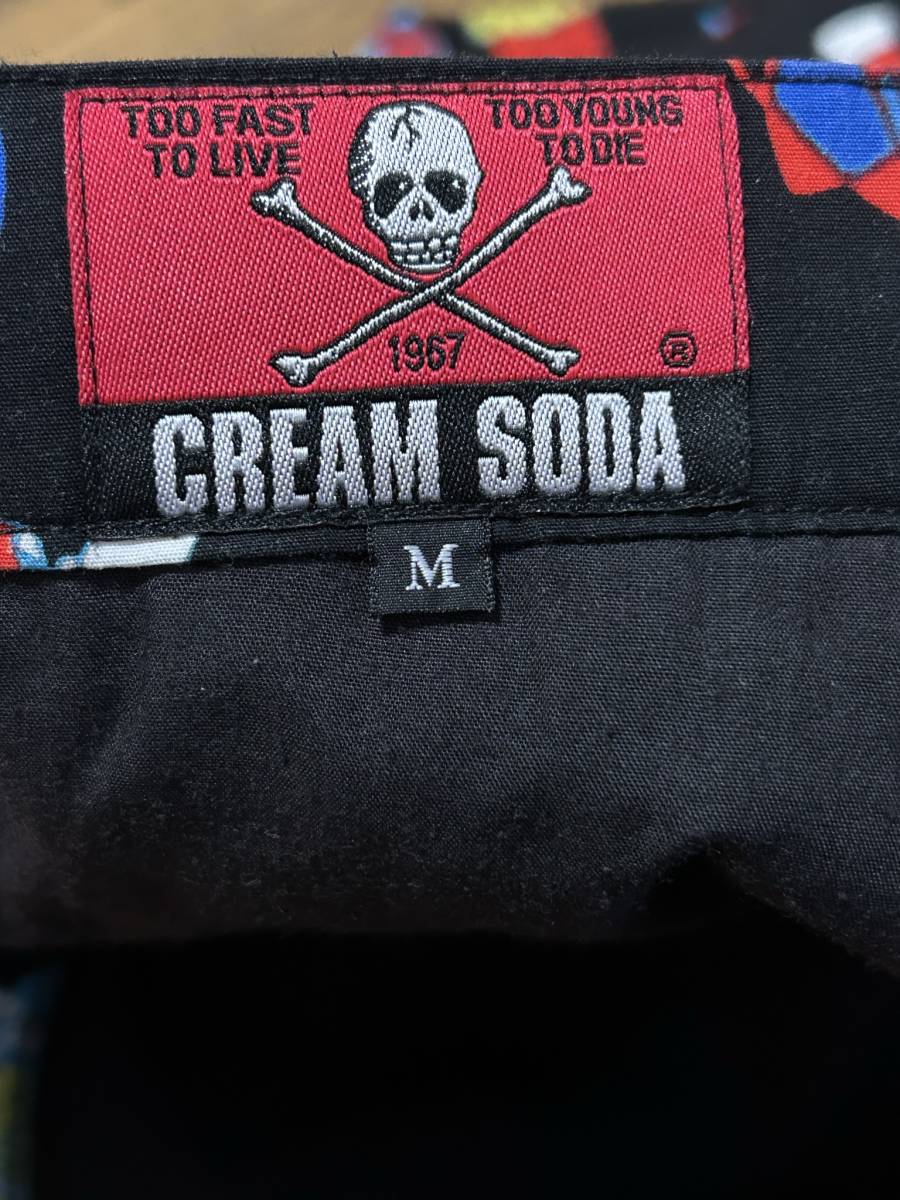 TOO FAST
TO LIVE
TOO YOUNG
TO DIE
1967
®
CREAM SODA
M